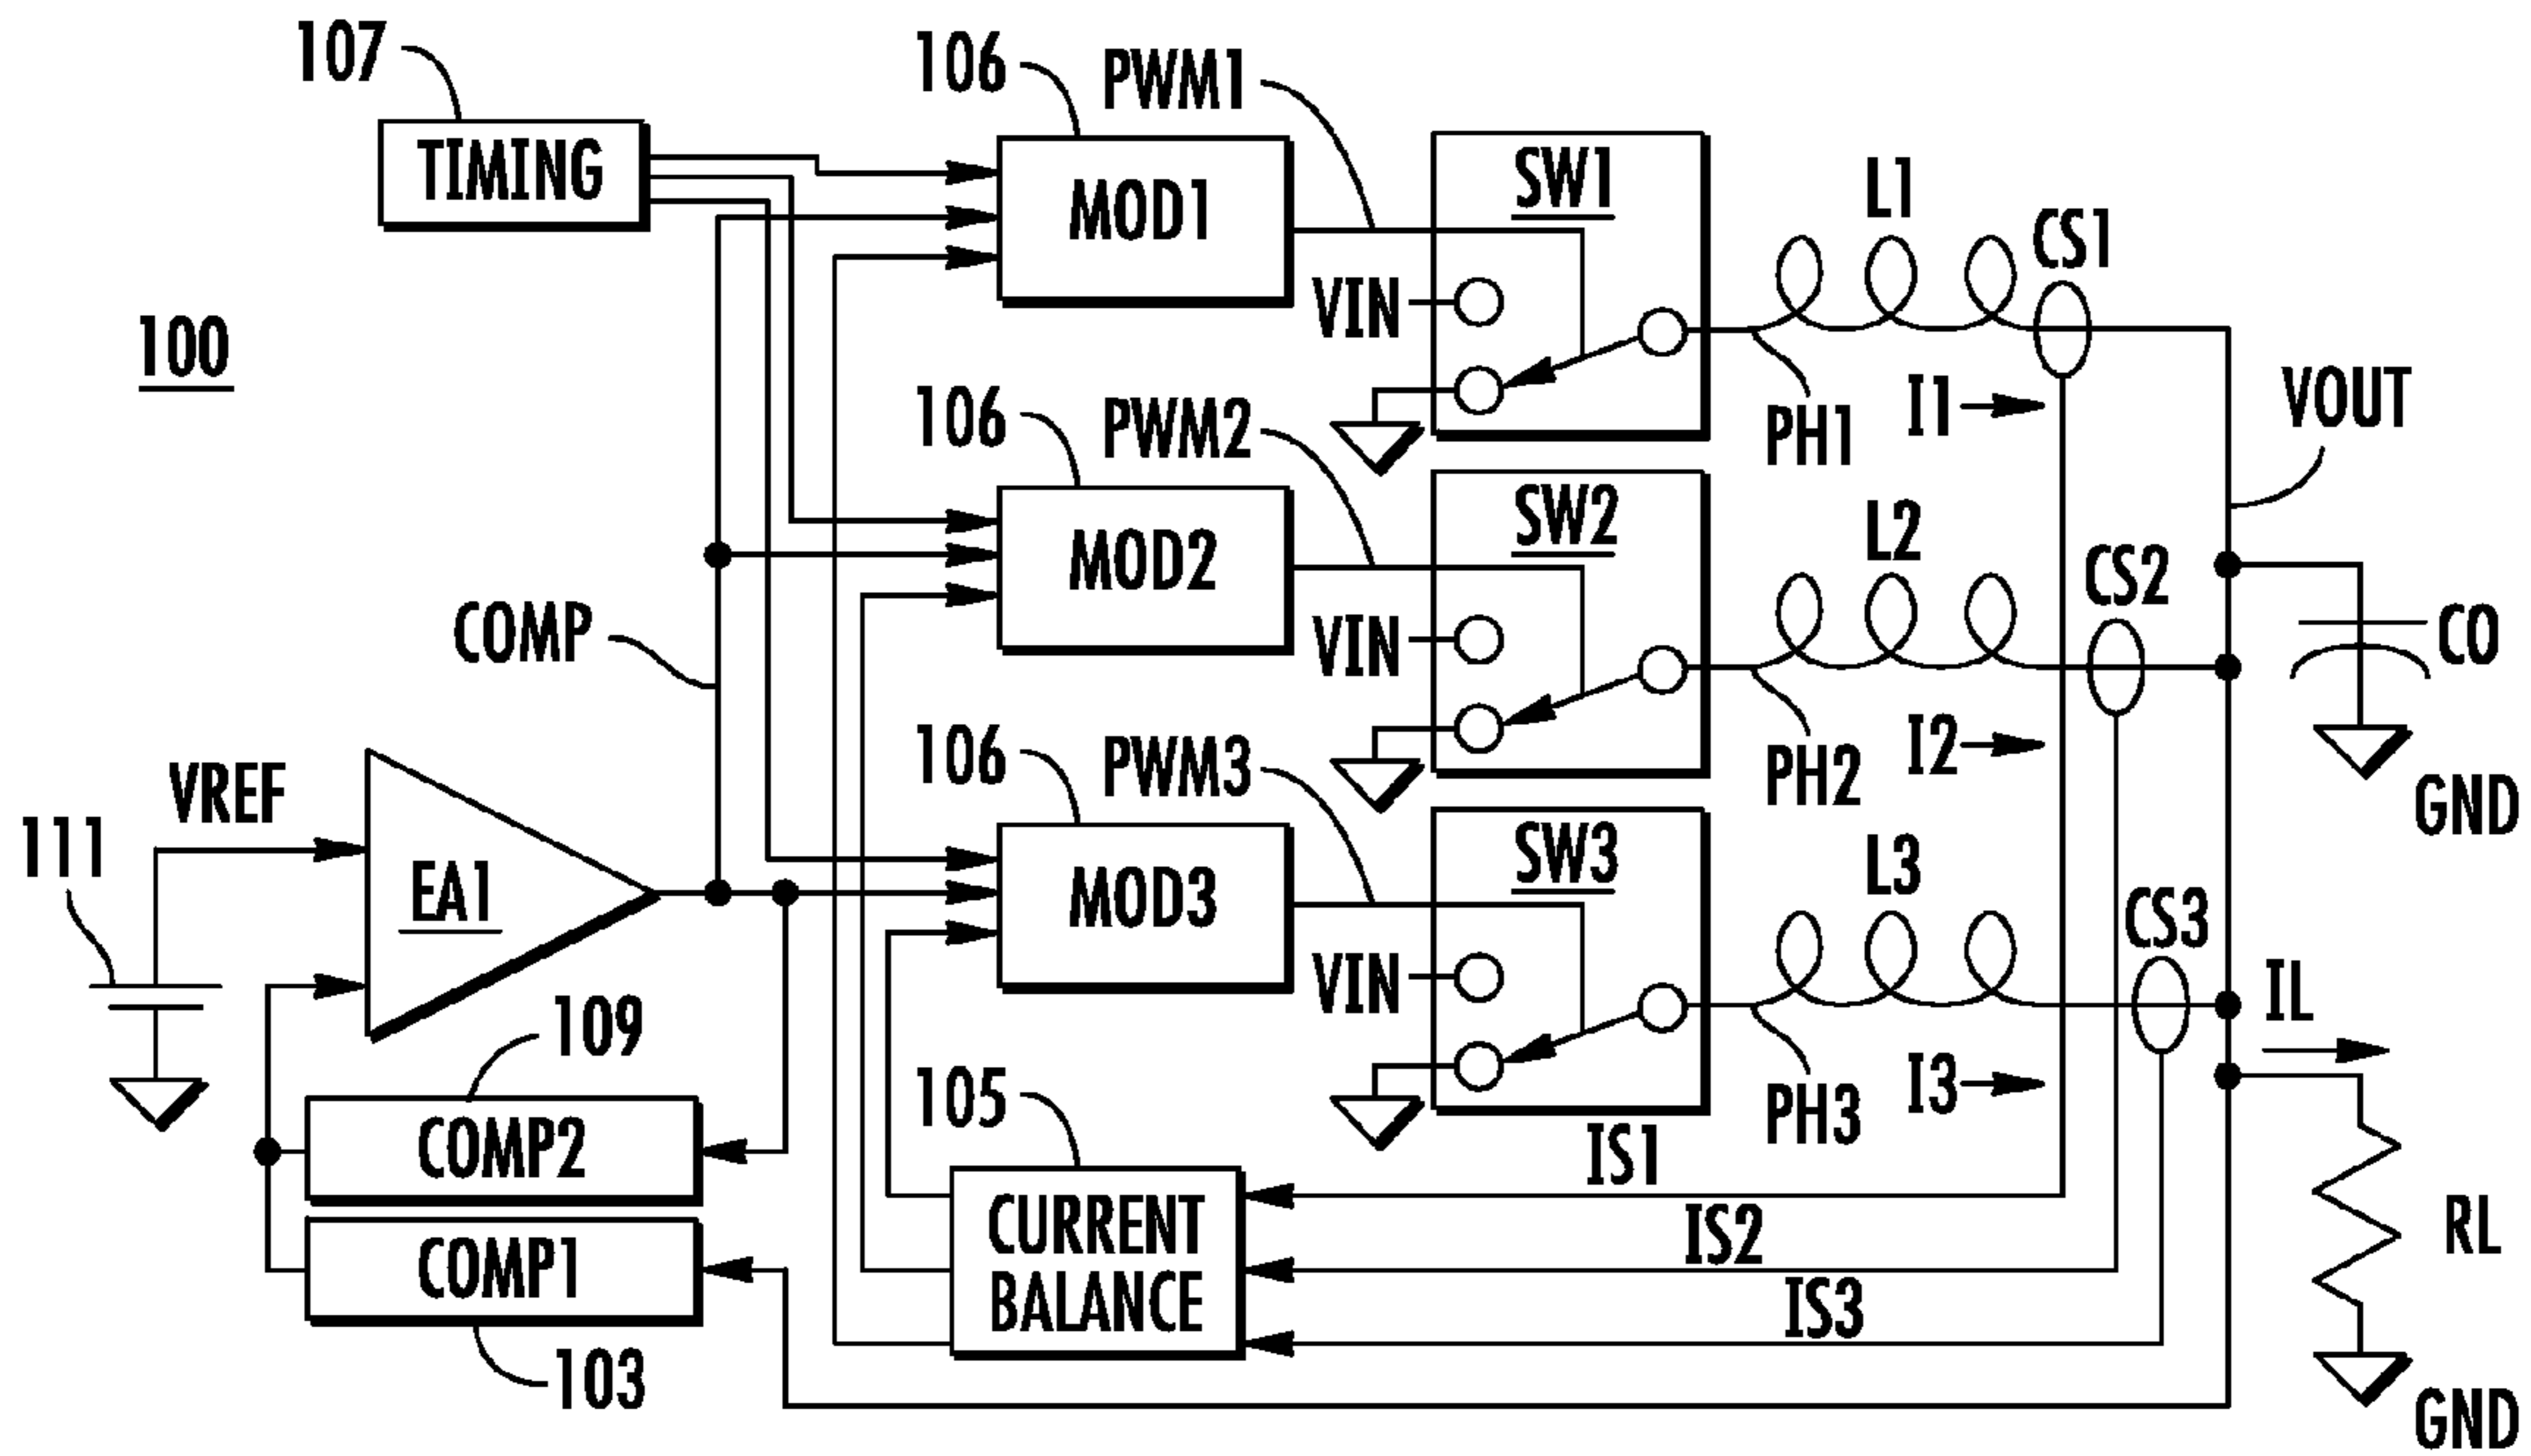 107
106
PWM1
TIMING
MOD1
SW1
L1
CS1
VIN
100
PH1
I1
VOUT
106
PWM2
MOD2
SW2
L2
CS2
VIN
COMP
CO
PH2
I2
GND
106
PWM3
VREF
111
EA1
MOD3
SW3
L3
CS3
VIN
IL
109
105
PH3
I3
COMP2
IS1
CURRENT
BALANCE
IS2
RL
COMP1
IS3
103
GND